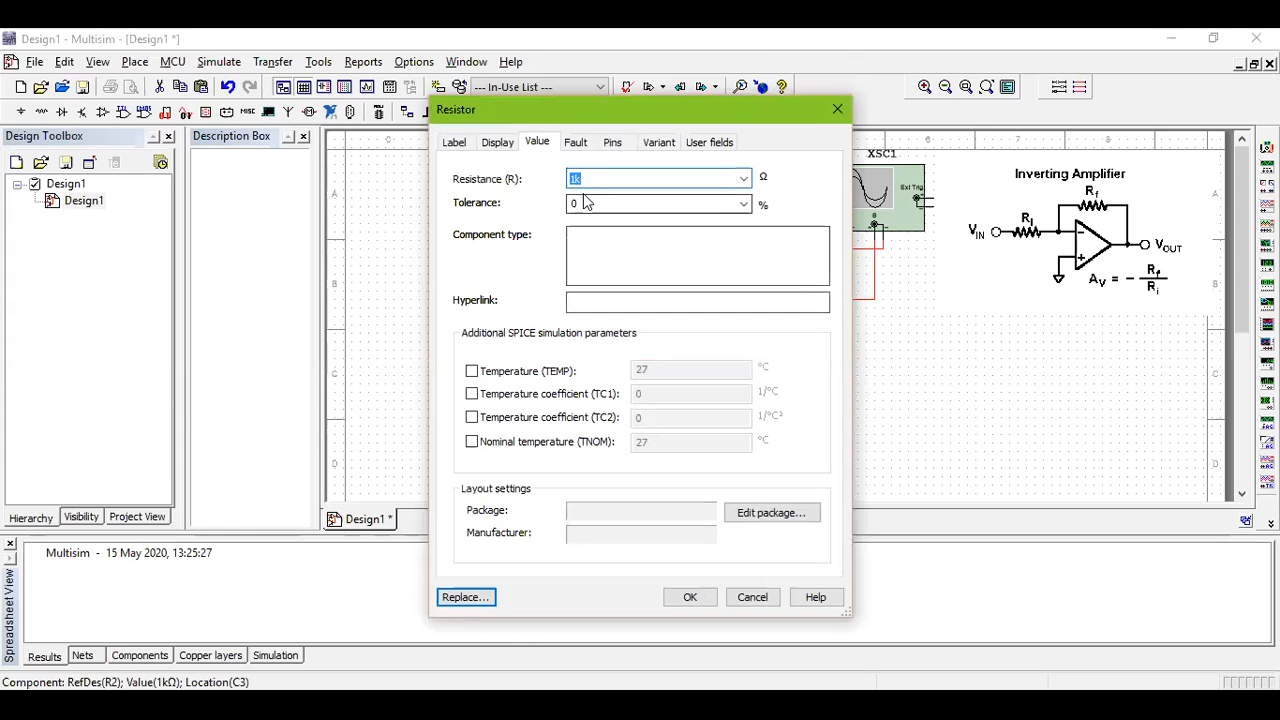 Design1 - Multisim - [Design1 *]
File Edit View Place MCU Simulate Transfer Tools Reports Options Window Help
--- In-Use List ---
MISC
Design Toolbox
Description Box
Design1
Design1
Hierarchy Visibility Project View
Resistor
Label Display Value Fault Pins Variant User fields
Resistance (R): 1k Ω
Tolerance: 0 %
Component type:
Hyperlink:
Additional SPICE simulation parameters
Temperature (TEMP): 27 °C
Temperature coefficient (TC1): 0 1/°C
Temperature coefficient (TC2): 0 1/°C²
Nominal temperature (TNOM): 27 °C
Layout settings
Package: Edit package...
Manufacturer:
Replace... OK Cancel Help
0 6 7 8
A A
B B
C C
D D
XSC1
Ext Trig
B
Inverting Amplifier
Rf
VIN RI VOUT
AV = - Rf
Ri
Design1 *
Multisim - 15 May 2020, 13:25:27
Spreadsheet View
Results Nets Components Copper layers Simulation
Component: RefDes(R2); Value(1kΩ); Location(C3)